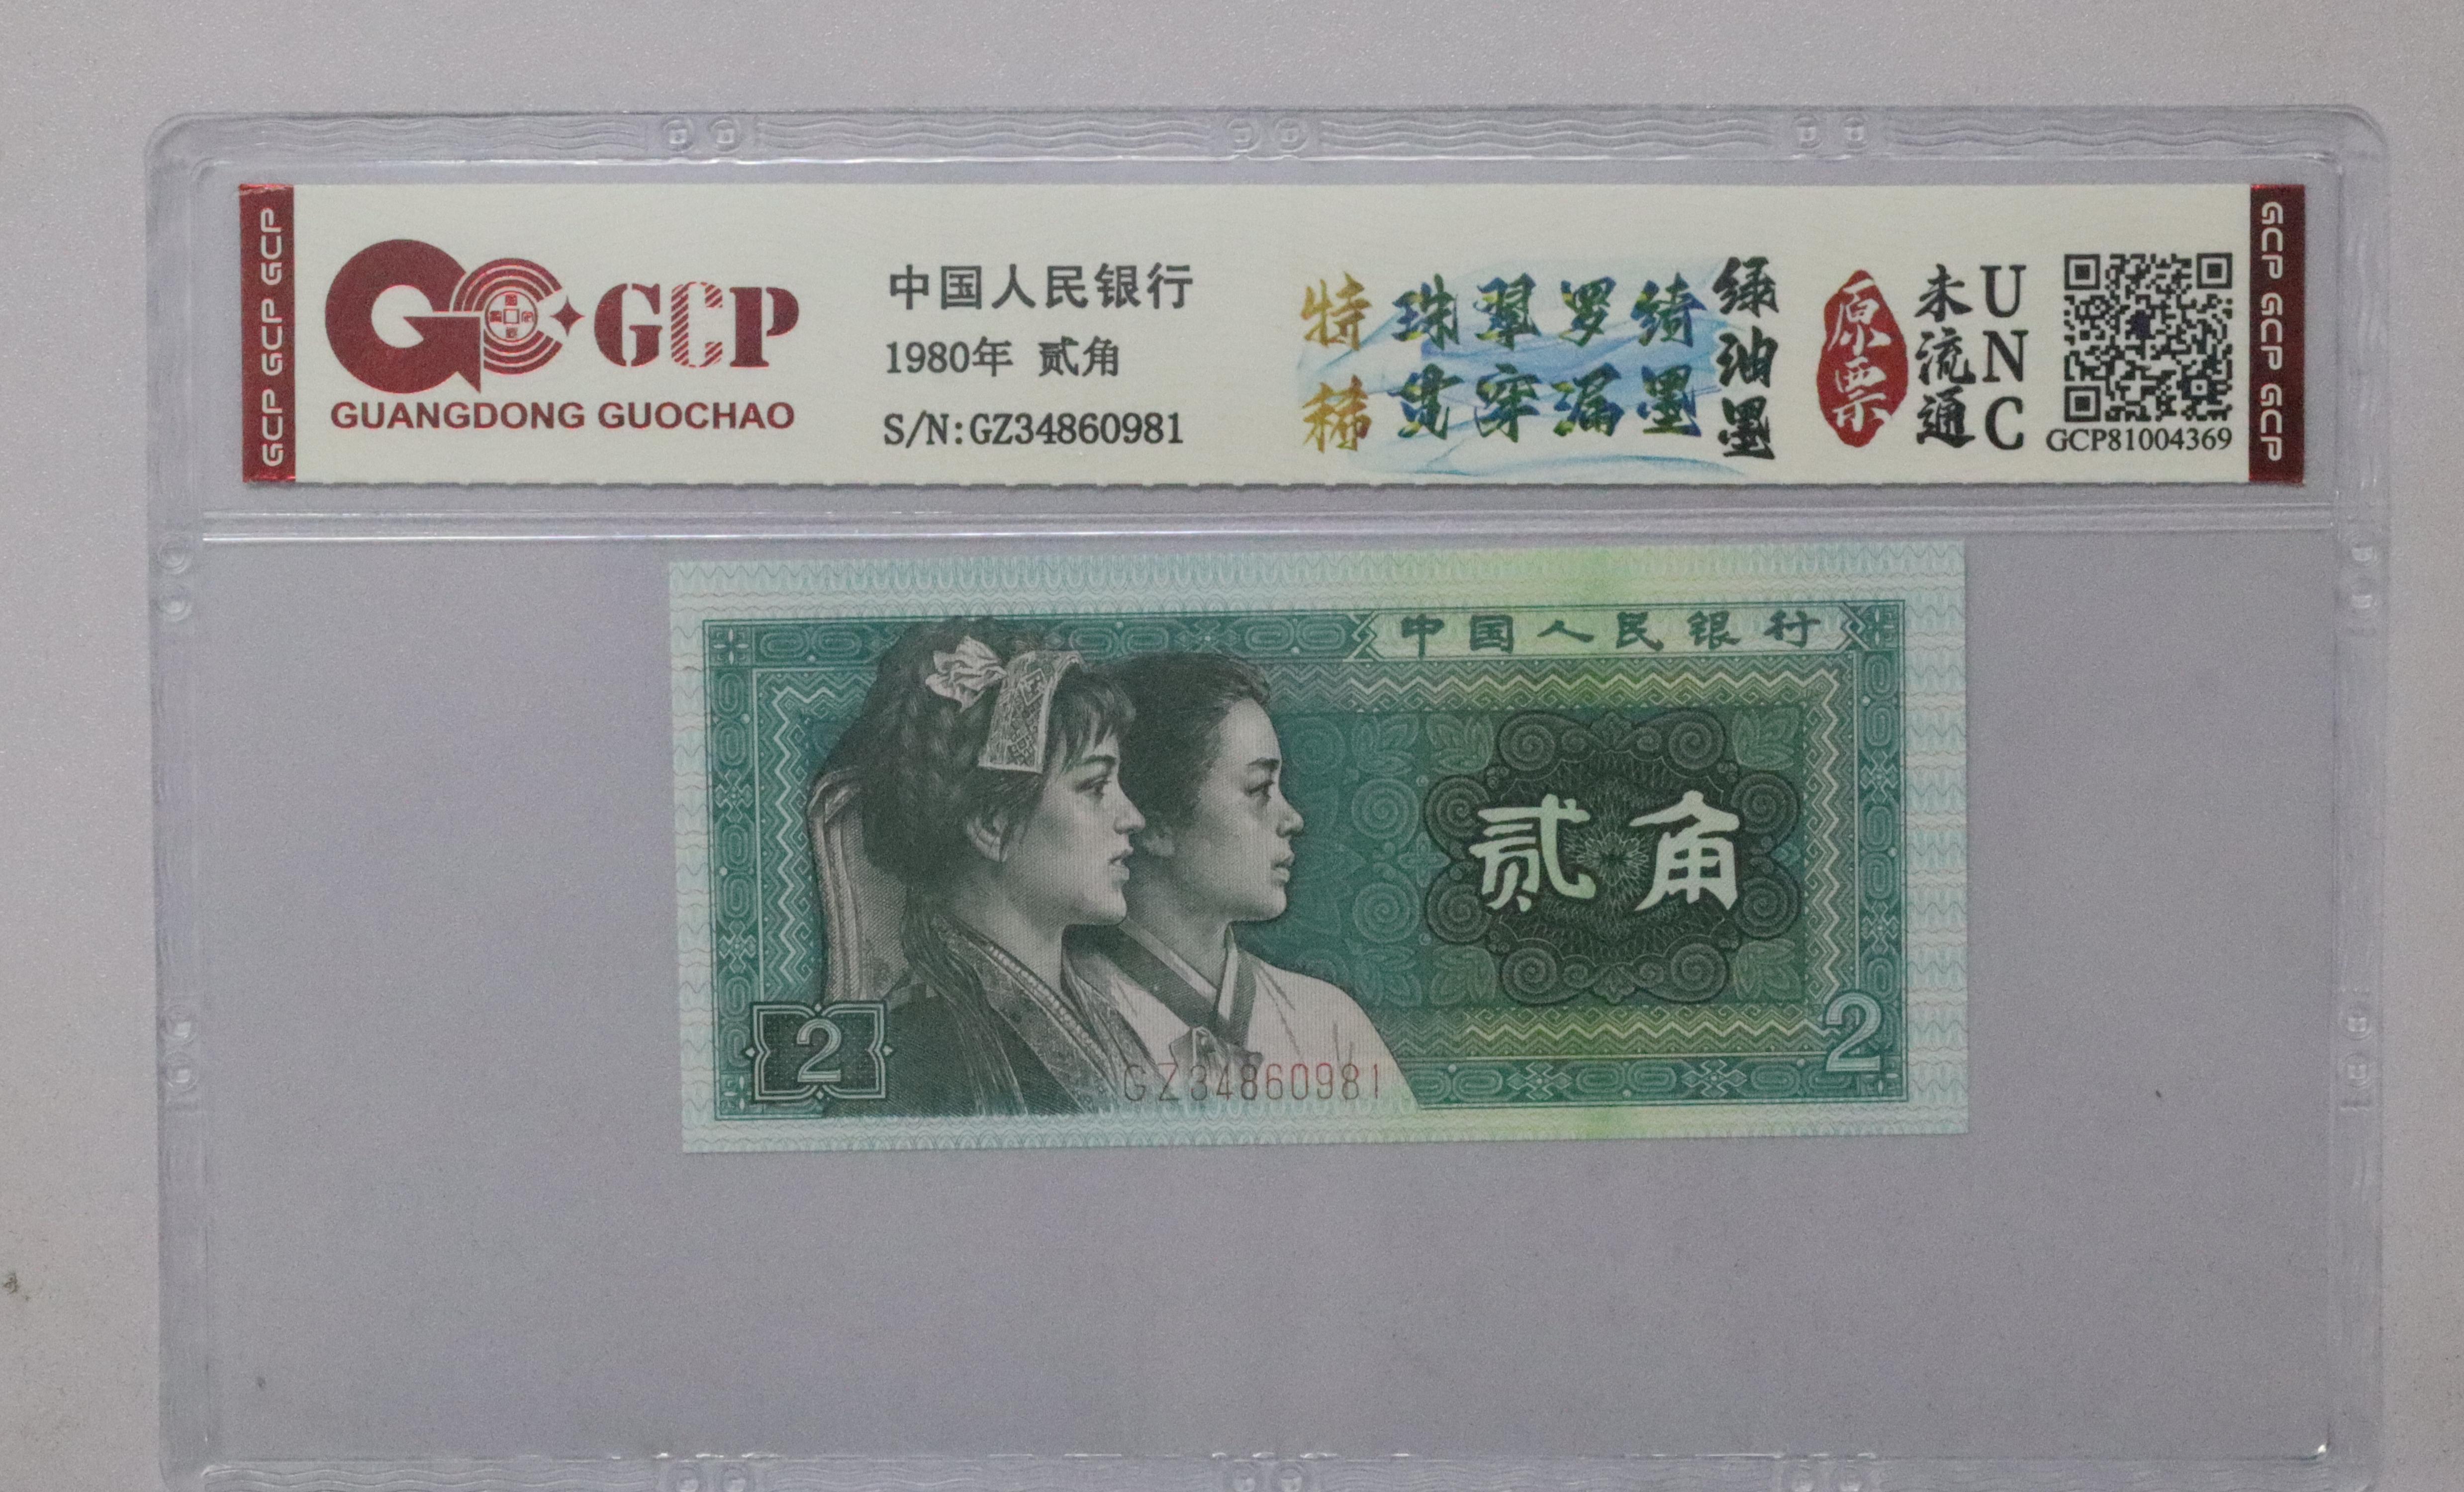 GCP GCP GCP
GCP
GUANGDONG GUOCHAO
中国人民银行
1980年 贰角
S/N:GZ34860981
特珠翠罗绮
稀贯穿漏墨
绿油墨
原票
未流通
UNC
GCP81004369
GCP GCP GCP
中国人民银行
贰角
2
2
GZ34860981